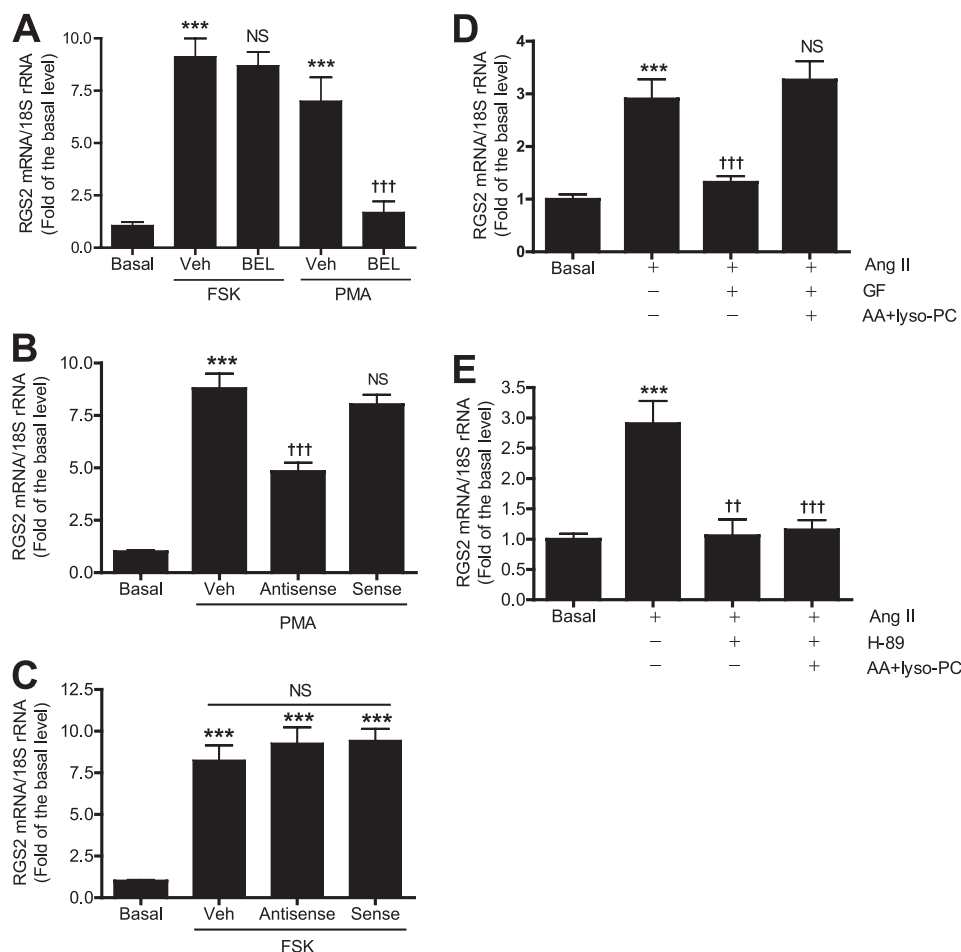 A
RGS2 mRNA/18S rRNA
(Fold of the basal level)
10.0
7.5
5.0
2.5
0.0
***
NS
***
†††
Basal Veh BEL Veh BEL
FSK PMA
B
RGS2 mRNA/18S rRNA
(Fold of the basal level)
10.0
7.5
5.0
2.5
0.0
***
†††
NS
Basal Veh Antisense Sense
PMA
C
RGS2 mRNA/18S rRNA
(Fold of the basal level)
12.5
10.0
7.5
5.0
2.5
0.0
NS
*** *** ***
Basal Veh Antisense Sense
FSK
D
RGS2 mRNA/18S rRNA
(Fold of the basal level)
4
3
2
1
0
***
†††
NS
Basal + + + Ang II
− + + GF
− − + AA+lyso-PC
E
RGS2 mRNA/18S rRNA
(Fold of the basal level)
3.5
3.0
2.5
2.0
1.5
1.0
0.5
0.0
***
††
†††
Basal + + + Ang II
− + + H-89
− − + AA+lyso-PC